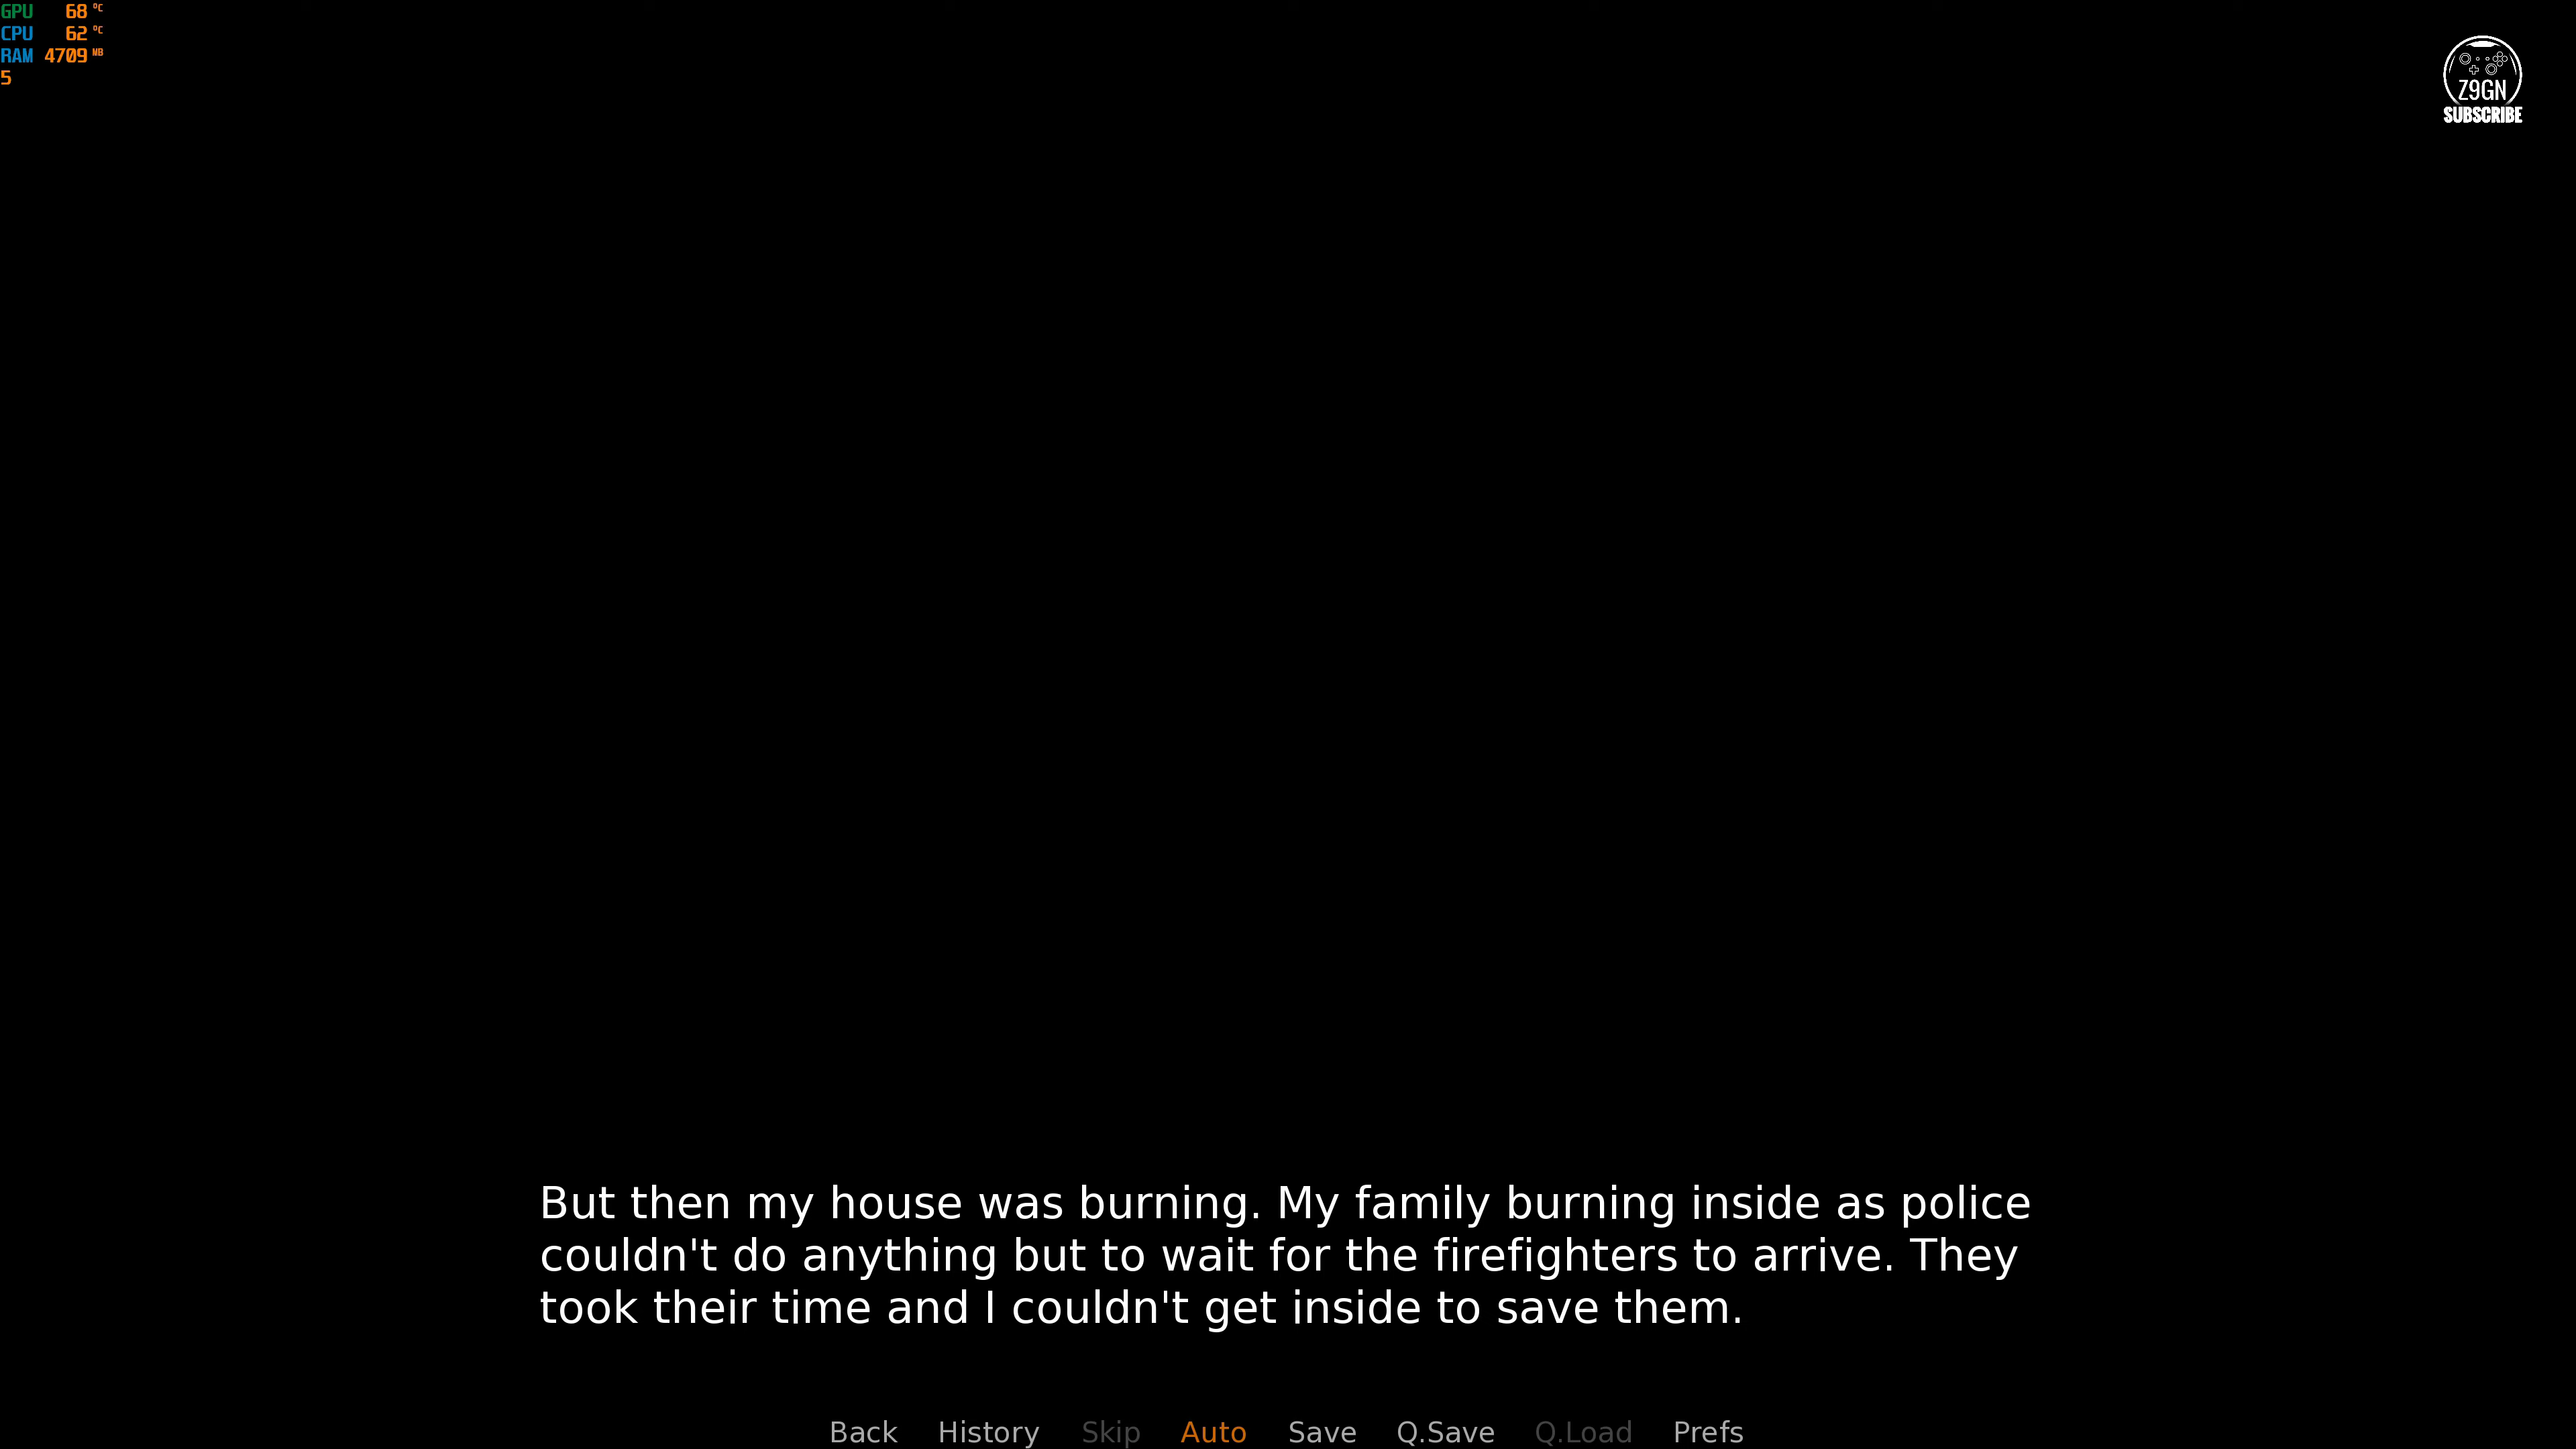 GPU 68 °C
CPU 62 °C
RAM 4709 MB
5
Z9GN
SUBSCRIBE
But then my house was burning. My family burning inside as police
couldn't do anything but to wait for the firefighters to arrive. They
took their time and I couldn't get inside to save them.
Back History Skip Auto Save Q.Save Q.Load Prefs